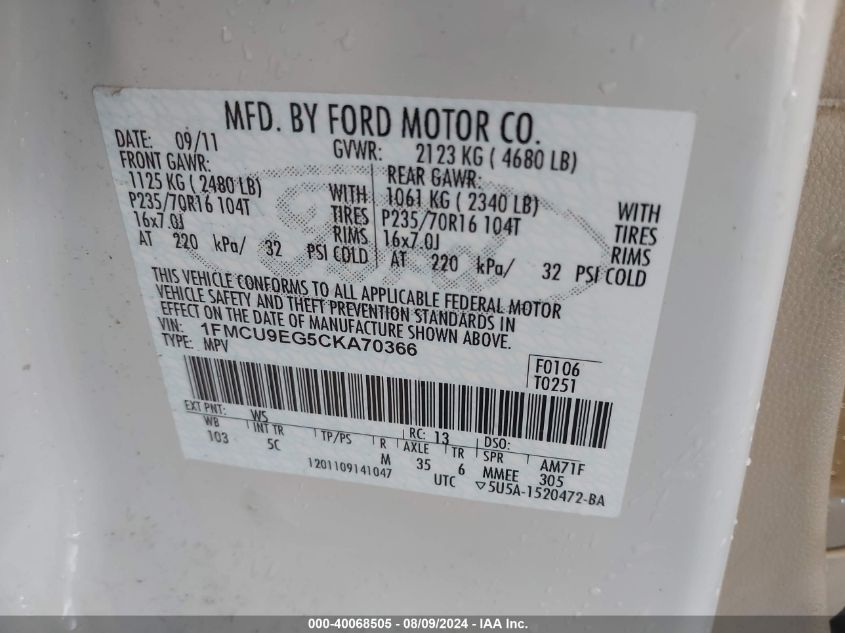 MFD. BY FORD MOTOR CO.
DATE: 09/11 GVWR: 2123 KG ( 4680 LB)
FRONT GAWR: REAR GAWR:
1125 KG ( 2480 LB) WITH 1061 KG ( 2340 LB) WITH
P235/70R16 104T TIRES P235/70R16 104T TIRES
16x7.0J RIMS 16x7.0J RIMS
AT 220 kPa/ 32 PSI COLD AT 220 kPa/ 32 PSI COLD
THIS VEHICLE CONFORMS TO ALL APPLICABLE FEDERAL MOTOR
VEHICLE SAFETY AND THEFT PREVENTION STANDARDS IN
EFFECT ON THE DATE OF MANUFACTURE SHOWN ABOVE.
VIN: 1FMCU9EG5CKA70366
TYPE: MPV
F0106
T0251
EXT PNT: WS RC: 13 DSO:
WB INT TR TP/PS R AXLE TR SPR AM71F
103 5C M 35 6 MMEE 305
1201109141047 UTC ▽5U5A-1520472-BA
000-40068505 - 08/09/2024 - IAA Inc.